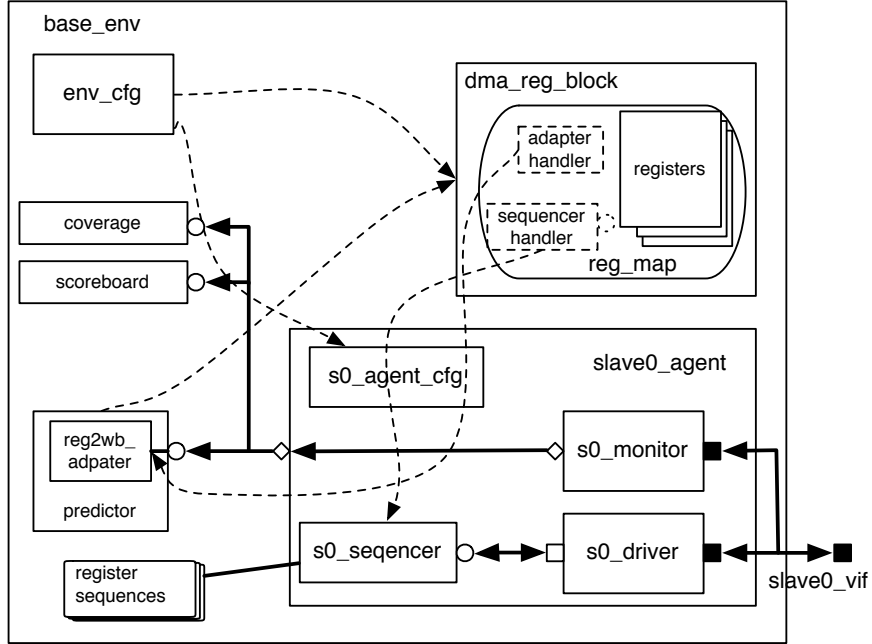 base_env
env_cfg
dma_reg_block
adapter
handler
registers
sequencer
handler
reg_map
coverage
scoreboard
slave0_agent
s0_agent_cfg
reg2wb_
adpater
predictor
s0_monitor
s0_seqencer
s0_driver
slave0_vif
register
sequences